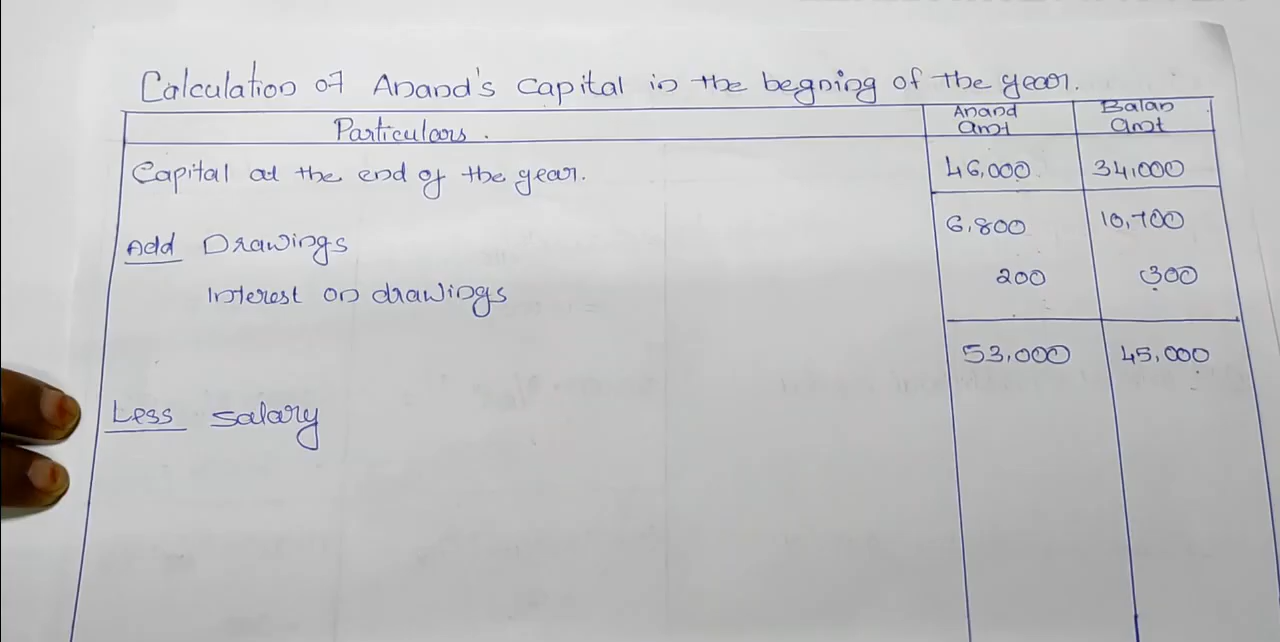 Calculation of Anand's Capital in the begning of the year.
Particulars. Anand Amt Balan Amt
Capital at the end of the year. 46,000 34,000
Add Drawings 6,800 10,700
Interest on drawings 200 300
53,000 45,000
Less Salary